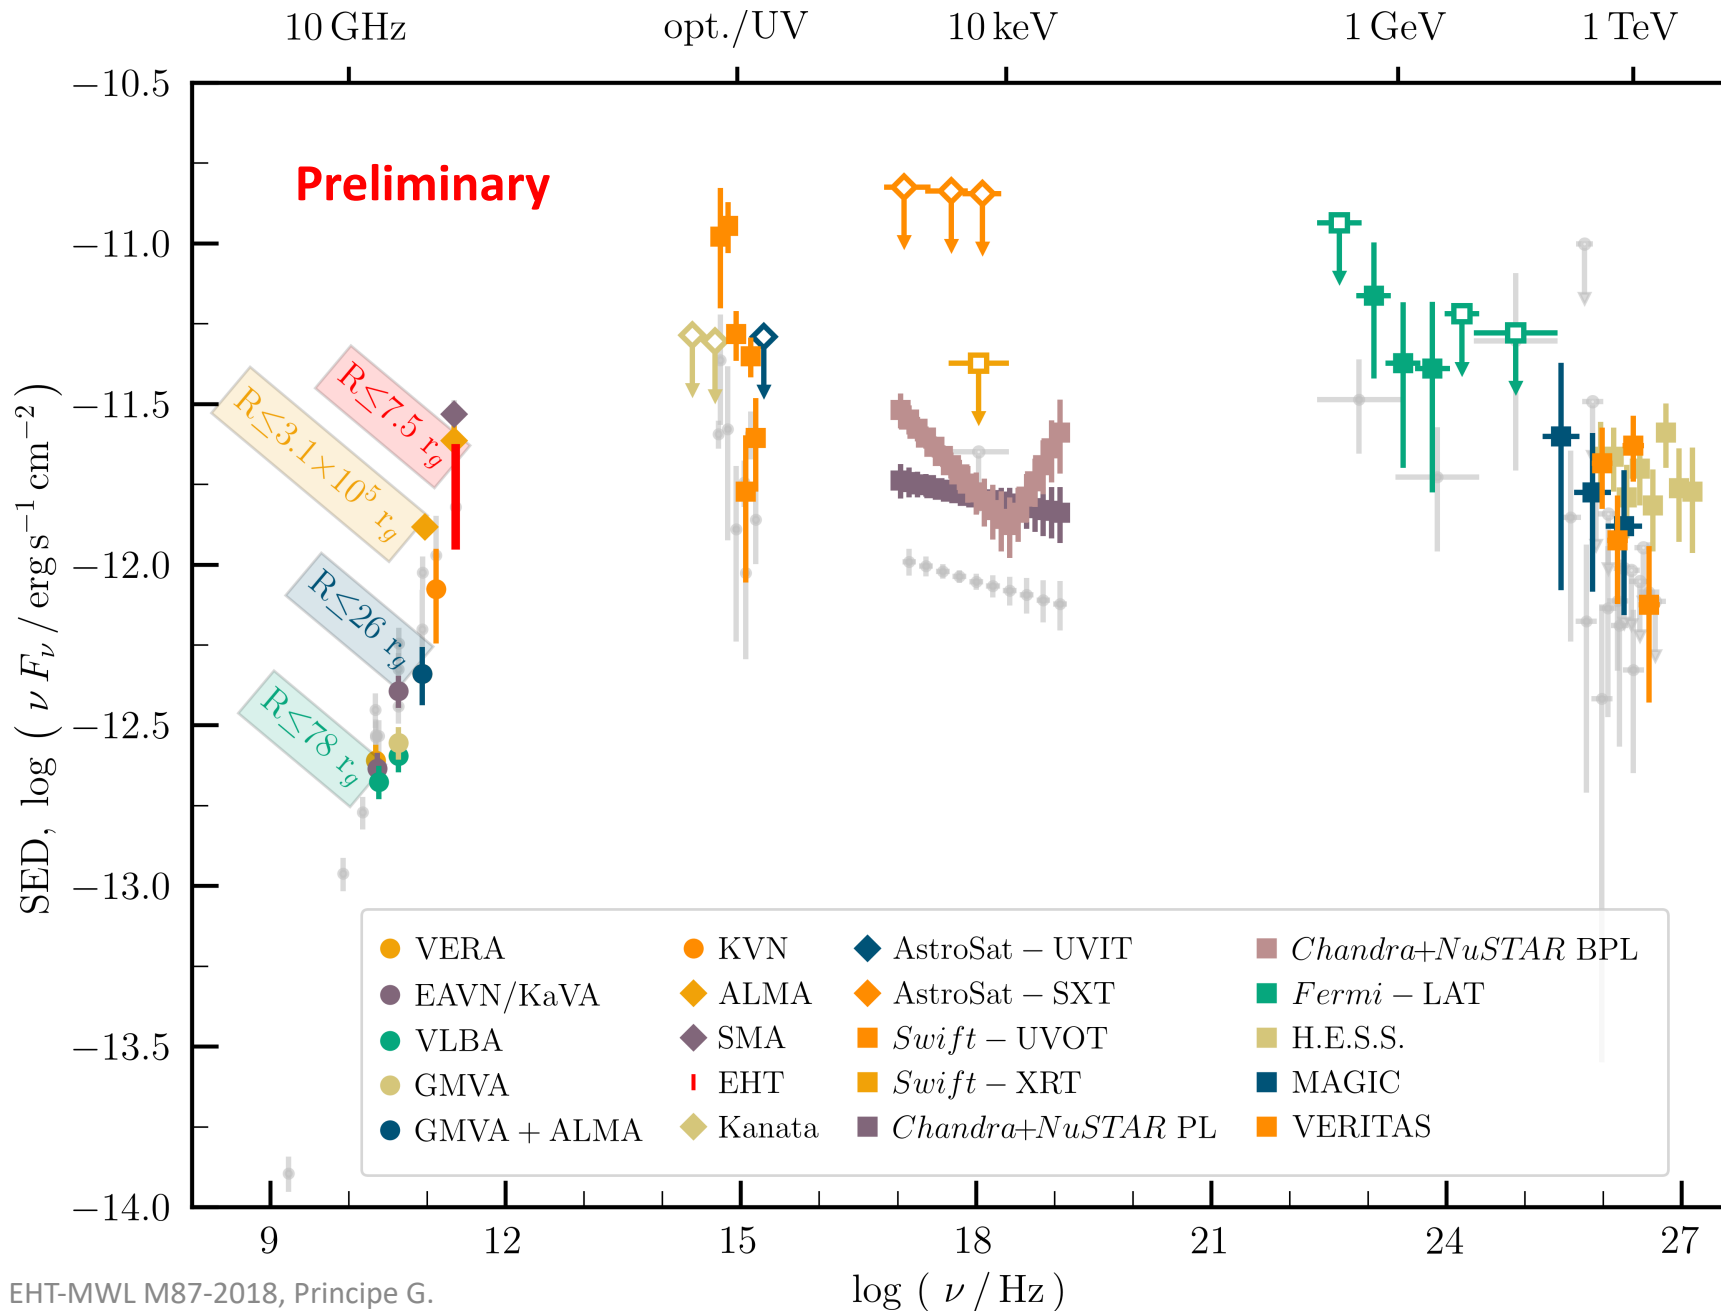 10 GHz opt./UV 10 keV 1 GeV 1 TeV
−10.5
Preliminary
−11.0
−11.5
−12.0
−12.5
−13.0
−13.5
−14.0
SED, log ( ν Fν / erg s−1 cm−2 )
R≤7.5 rg
R≤3.1×10⁵ rg
R≤26 rg
R≤78 rg
VERA
EAVN/KaVA
VLBA
GMVA
GMVA + ALMA
KVN
ALMA
SMA
EHT
Kanata
AstroSat − UVIT
AstroSat − SXT
Swift − UVOT
Swift − XRT
Chandra+NuSTAR PL
Chandra+NuSTAR BPL
Fermi − LAT
H.E.S.S.
MAGIC
VERITAS
9 12 15 18 21 24 27
log ( ν / Hz )
EHT-MWL M87-2018, Principe G.